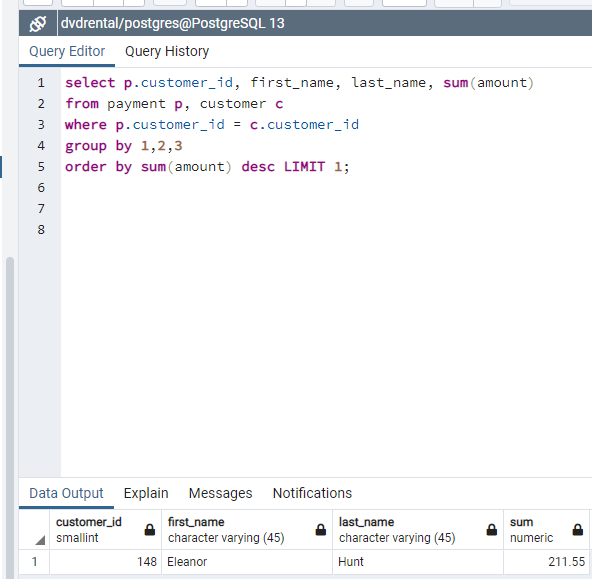 dvdrental/postgres@PostgreSQL 13
Query Editor Query History
1 select p.customer_id, first_name, last_name, sum(amount)
2 from payment p, customer c
3 where p.customer_id = c.customer_id
4 group by 1,2,3
5 order by sum(amount) desc LIMIT 1;
6
7
8
Data Output Explain Messages Notifications
customer_id first_name last_name sum
smallint character varying (45) character varying (45) numeric
1 148 Eleanor Hunt 211.55